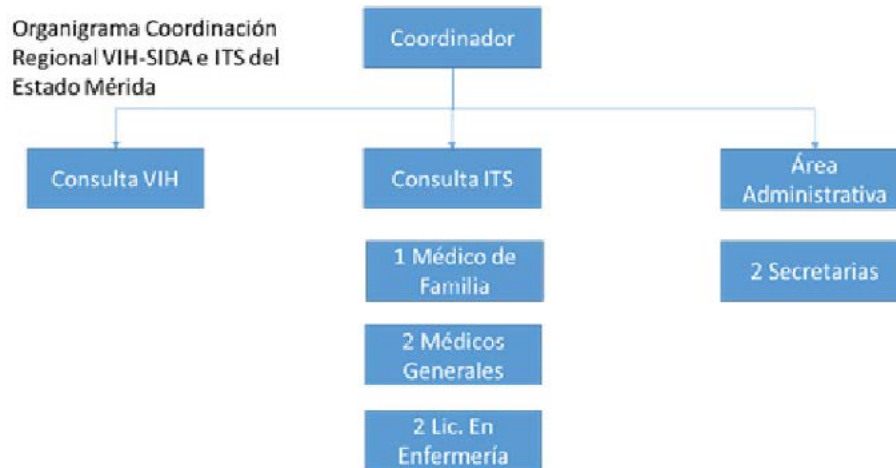 Organigrama Coordinación
Regional VIH-SIDA e ITS del
Estado Mérida
Coordinador
Consulta VIH
Consulta ITS
Área
Administrativa
1 Médico de
Familia
2 Secretarias
2 Médicos
Generales
2 Lic. En
Enfermería